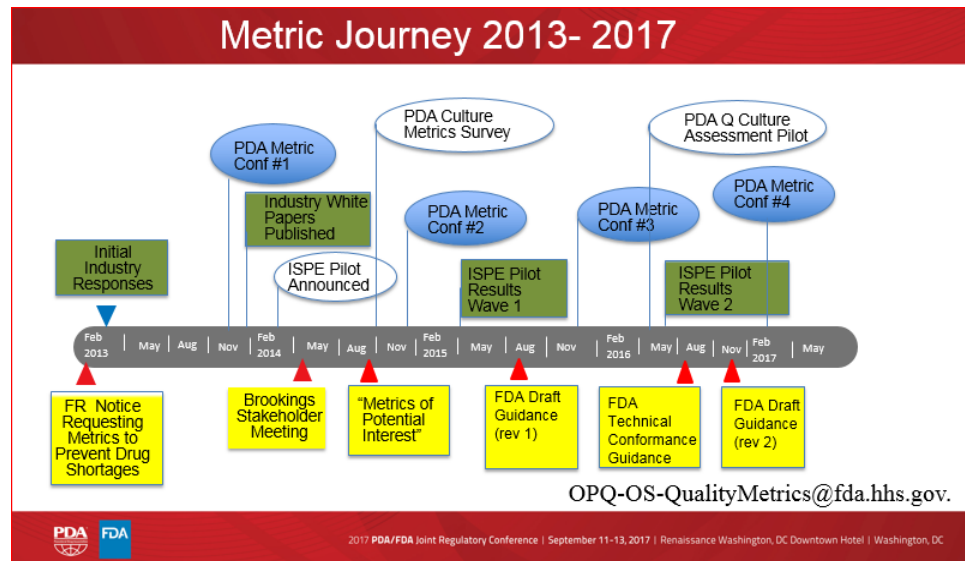 Metric Journey 2013- 2017
PDA Culture
Metrics Survey
PDA Q Culture
Assessment Pilot
PDA Metric
Conf #1
Industry White
Papers
Published
PDA Metric
Conf #2
PDA Metric
Conf #3
PDA Metric
Conf #4
Initial
Industry
Responses
ISPE Pilot
Announced
ISPE Pilot
Results
Wave 1
ISPE Pilot
Results
Wave 2
Feb
2013
May
Aug
Nov
Feb
2014
May
Aug
Nov
Feb
2015
May
Aug
Nov
Feb
2016
May
Aug
Nov
Feb
2017
May
FR Notice
Requesting
Metrics to
Prevent Drug
Shortages
Brookings
Stakeholder
Meeting
“Metrics of
Potential
Interest”
FDA Draft
Guidance
(rev 1)
FDA
Technical
Conformance
Guidance
FDA Draft
Guidance
(rev 2)
OPQ-OS-QualityMetrics@fda.hhs.gov.
PDA
FDA
2017 PDA/FDA Joint Regulatory Conference | September 11-13, 2017 | Renaissance Washington, DC Downtown Hotel | Washington, DC